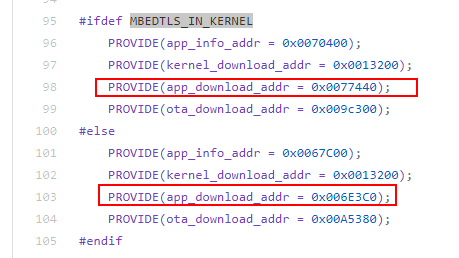 95 #ifdef MBEDTLS_IN_KERNEL
96 PROVIDE(app_info_addr = 0x0070400);
97 PROVIDE(kernel_download_addr = 0x0013200);
98 PROVIDE(app_download_addr = 0x0077440);
99 PROVIDE(ota_download_addr = 0x009c300);
100 #else
101 PROVIDE(app_info_addr = 0x0067C00);
102 PROVIDE(kernel_download_addr = 0x0013200);
103 PROVIDE(app_download_addr = 0x006E3C0);
104 PROVIDE(ota_download_addr = 0x00A5380);
105 #endif